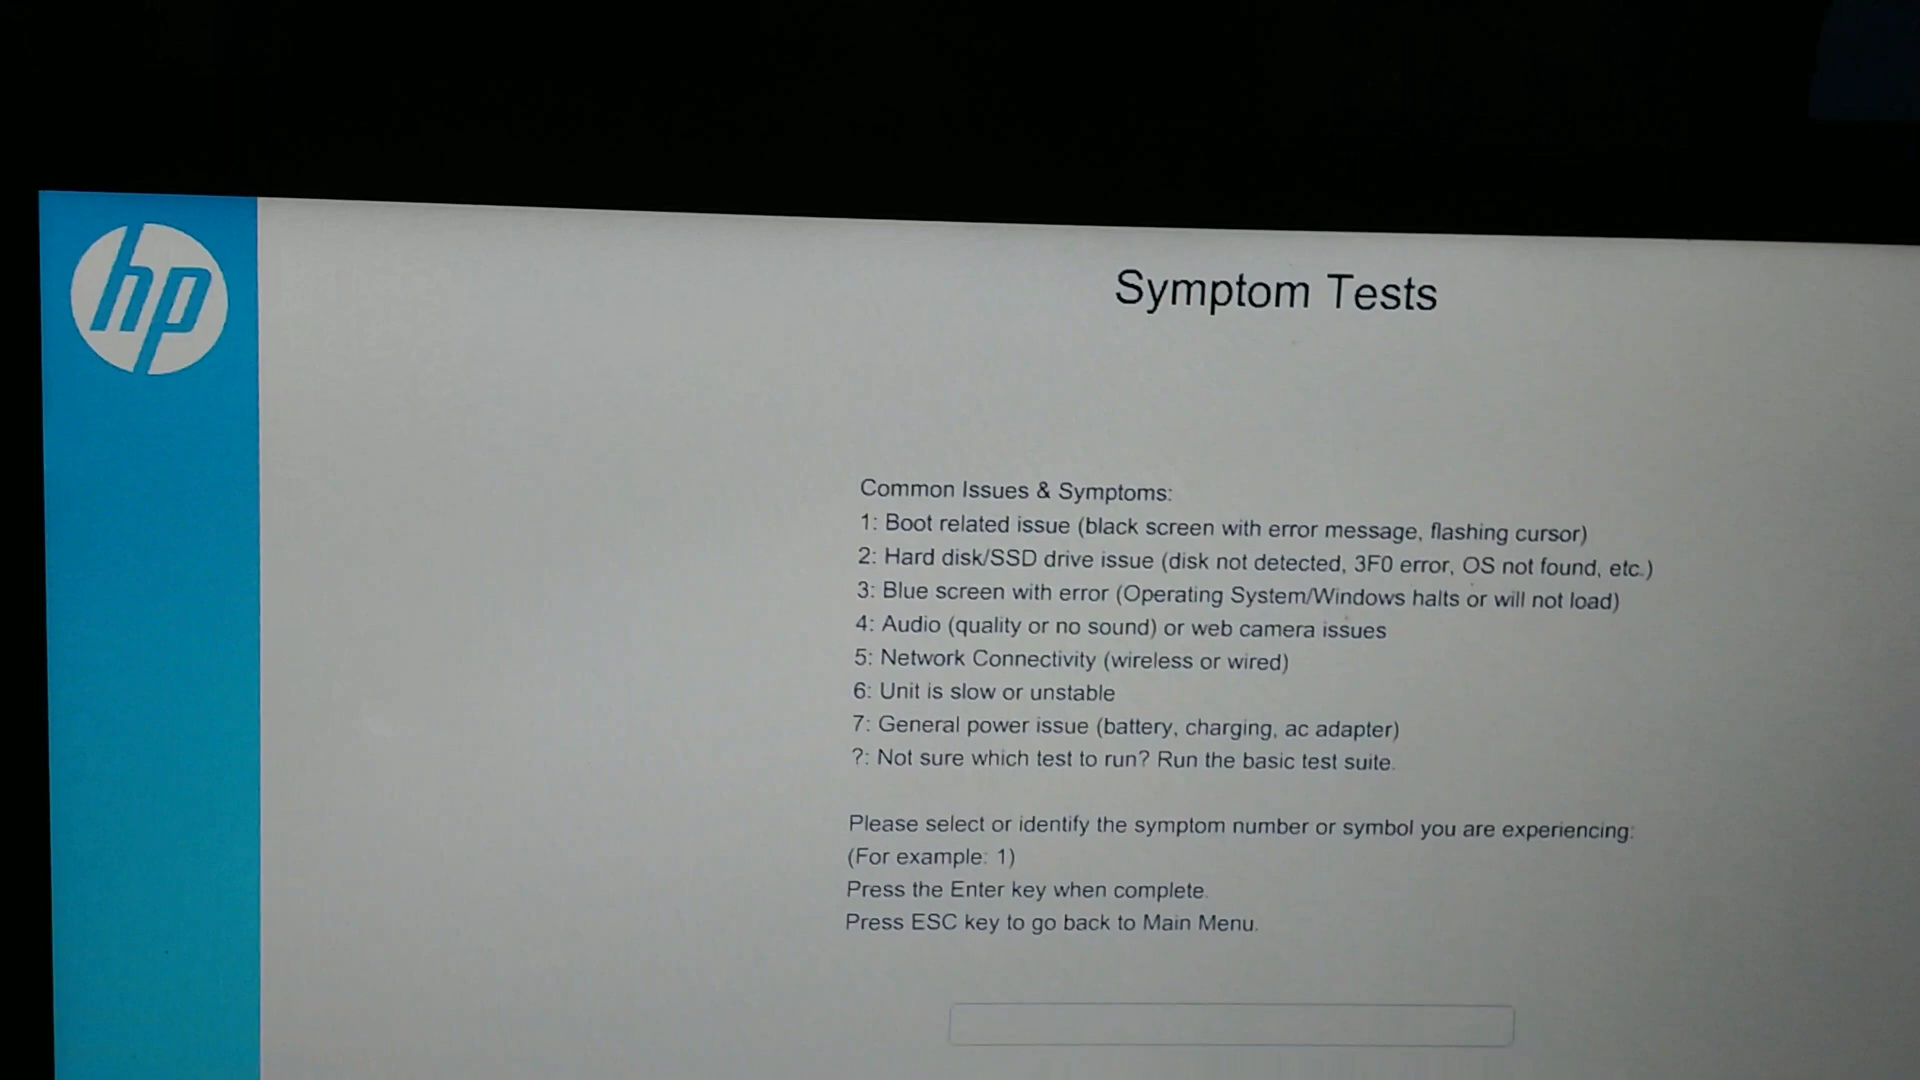 hp
Symptom Tests
Common Issues & Symptoms:
1: Boot related issue (black screen with error message, flashing cursor)
2: Hard disk/SSD drive issue (disk not detected, 3F0 error, OS not found, etc.)
3: Blue screen with error (Operating System/Windows halts or will not load)
4: Audio (quality or no sound) or web camera issues
5: Network Connectivity (wireless or wired)
6: Unit is slow or unstable
7: General power issue (battery, charging, ac adapter)
?: Not sure which test to run? Run the basic test suite.
Please select or identify the symptom number or symbol you are experiencing:
(For example: 1)
Press the Enter key when complete.
Press ESC key to go back to Main Menu.